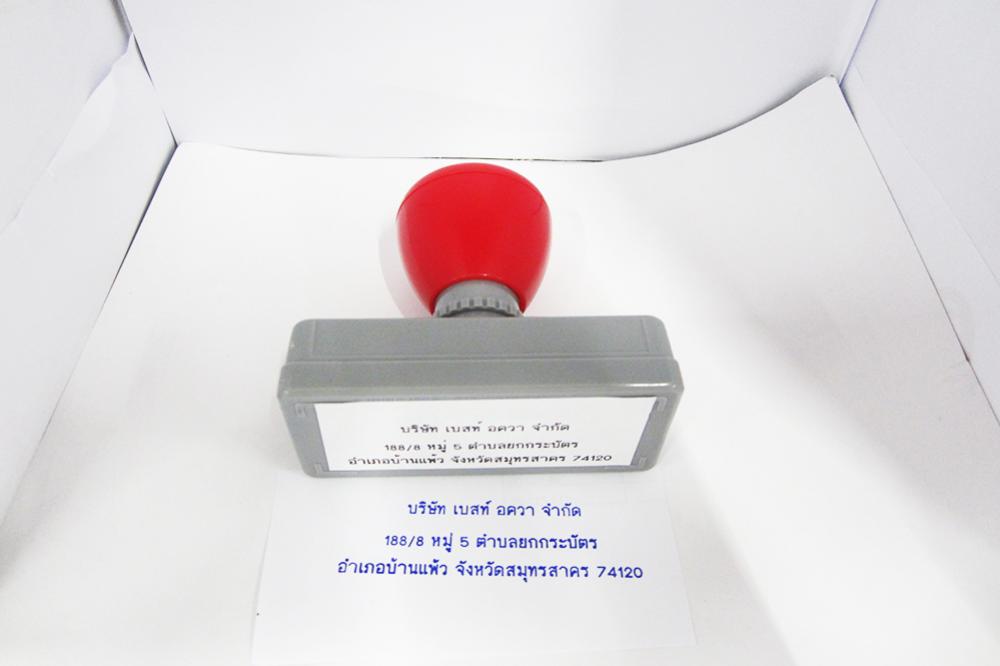 บริษัท เบสท์ อควา จำกัด
188/8 หมู่ 5 ตำบลยกกระบัตร
อำเภอบ้านแพ้ว จังหวัดสมุทรสาคร 74120
บริษัท เบสท์ อควา จำกัด
188/8 หมู่ 5 ตำบลยกกระบัตร
อำเภอบ้านแพ้ว จังหวัดสมุทรสาคร 74120